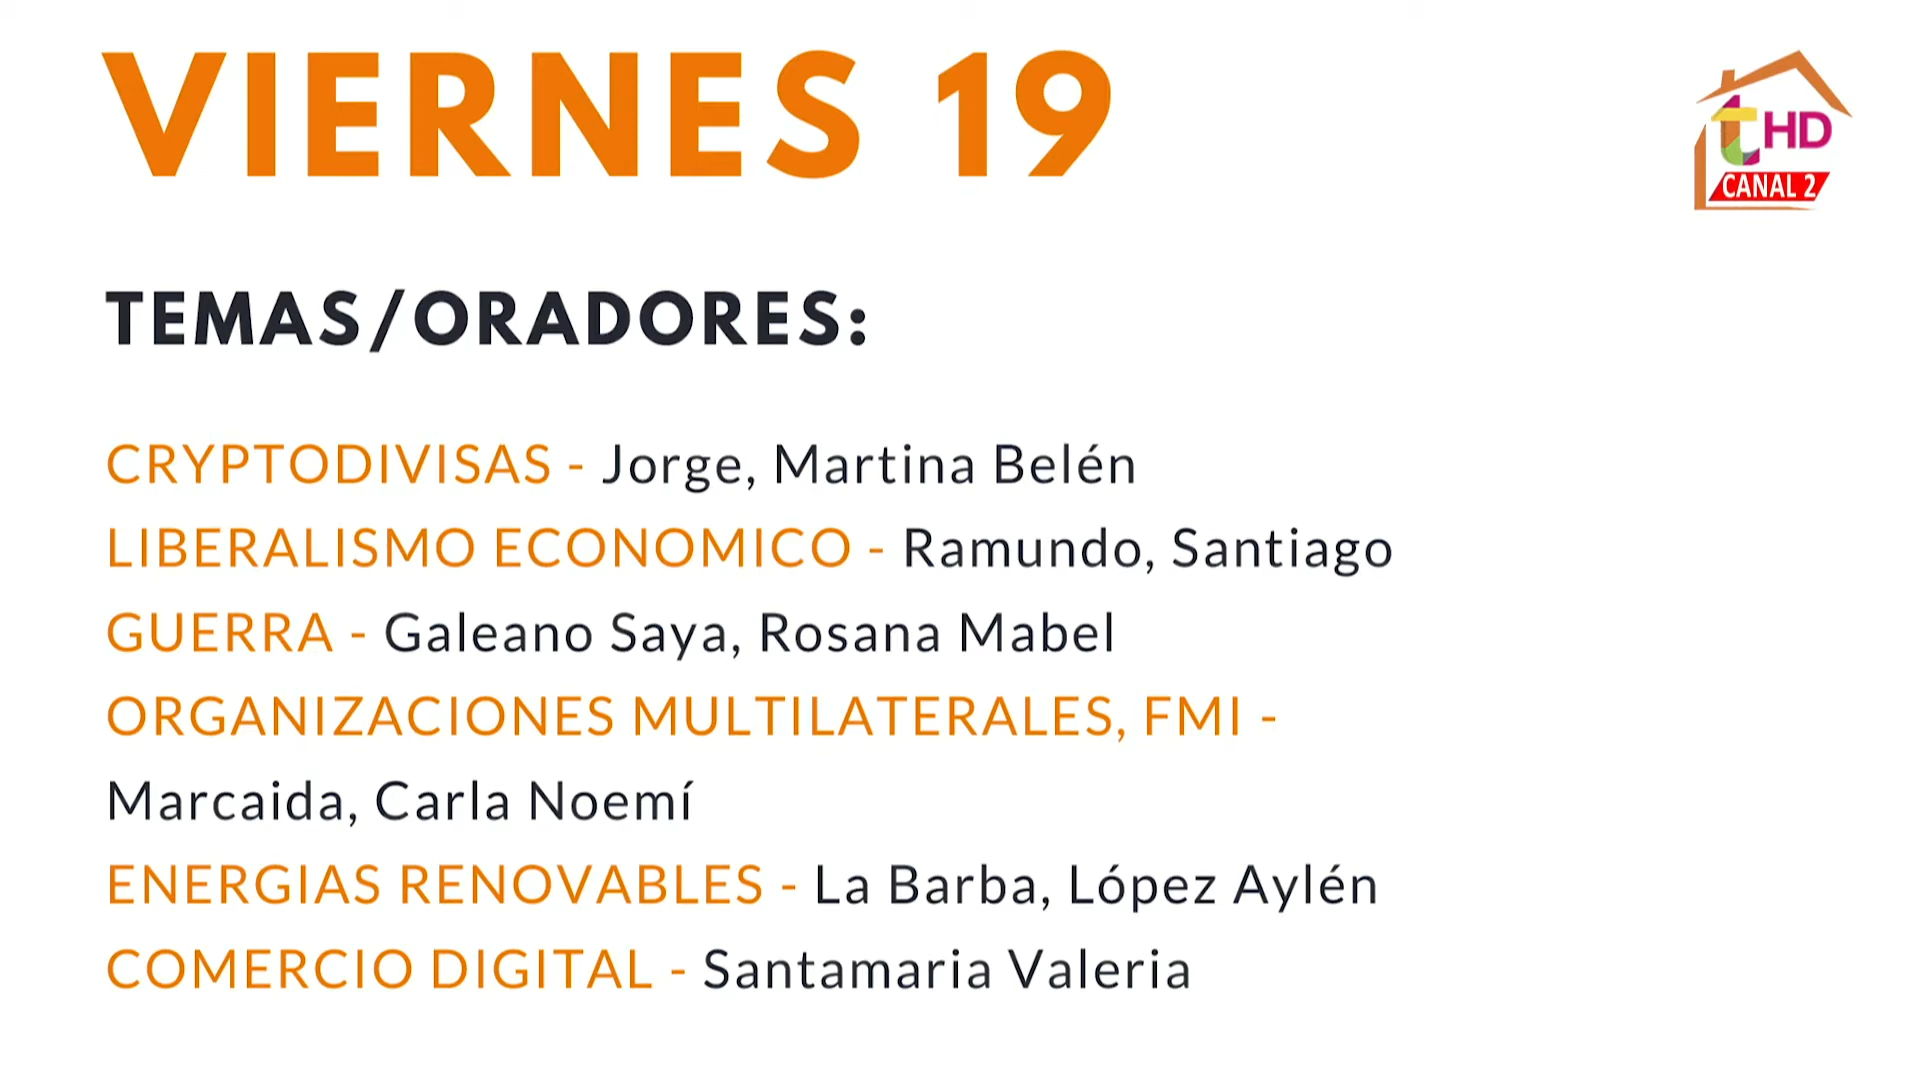 VIERNES 19
t HD
CANAL 2
TEMAS/ORADORES:
CRYPTODIVISAS - Jorge, Martina Belén
LIBERALISMO ECONOMICO - Ramundo, Santiago
GUERRA - Galeano Saya, Rosana Mabel
ORGANIZACIONES MULTILATERALES, FMI -
Marcaida, Carla Noemí
ENERGIAS RENOVABLES - La Barba, López Aylén
COMERCIO DIGITAL - Santamaria Valeria